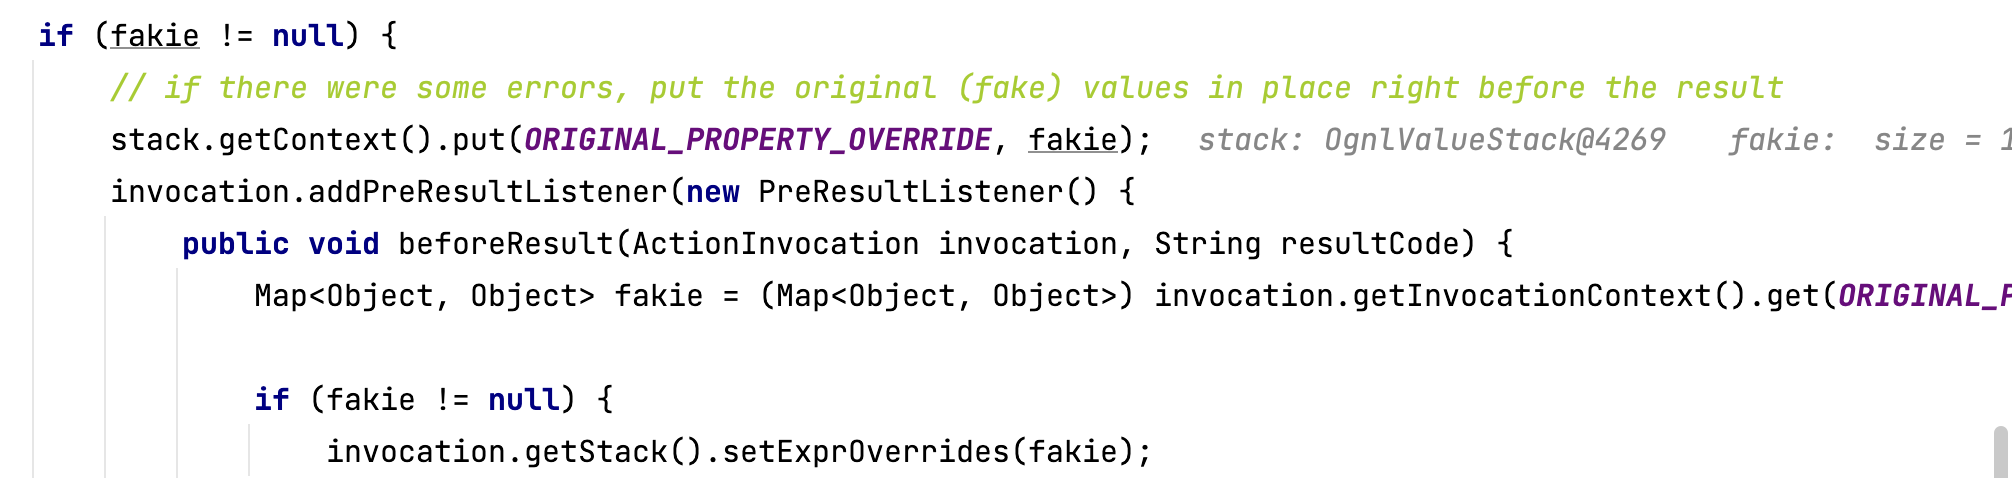 if (fakie != null) {
// if there were some errors, put the original (fake) values in place right before the result
stack.getContext().put(ORIGINAL_PROPERTY_OVERRIDE, fakie);   stack: OgnlValueStack@4269   fakie:  size = 1
invocation.addPreResultListener(new PreResultListener() {
public void beforeResult(ActionInvocation invocation, String resultCode) {
Map<Object, Object> fakie = (Map<Object, Object>) invocation.getInvocationContext().get(ORIGINAL_P
if (fakie != null) {
invocation.getStack().setExprOverrides(fakie);